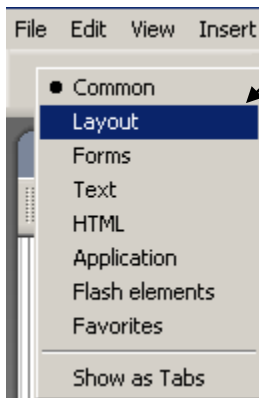 File Edit View Insert
Common
Layout
Forms
Text
HTML
Application
Flash elements
Favorites
Show as Tabs